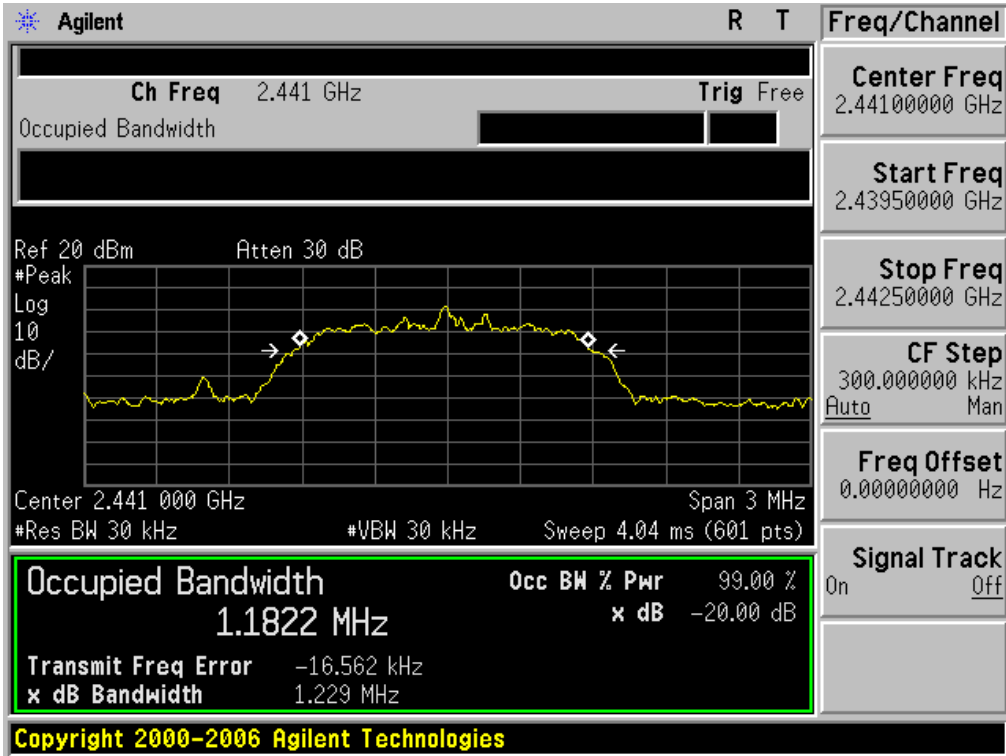 Agilent R T
Freq/Channel
Ch Freq 2.441 GHz Trig Free
Occupied Bandwidth
Center Freq
2.44100000 GHz
Start Freq
2.43950000 GHz
Stop Freq
2.44250000 GHz
CF Step
300.000000 kHz
Auto Man
Freq Offset
0.00000000 Hz
Signal Track
On Off
Ref 20 dBm Atten 30 dB
#Peak
Log
10
dB/
Center 2.441 000 GHz Span 3 MHz
#Res BW 30 kHz #VBW 30 kHz Sweep 4.04 ms (601 pts)
Occupied Bandwidth
1.1822 MHz
Occ BW % Pwr 99.00 %
x dB -20.00 dB
Transmit Freq Error -16.562 kHz
x dB Bandwidth 1.229 MHz
Copyright 2000-2006 Agilent Technologies